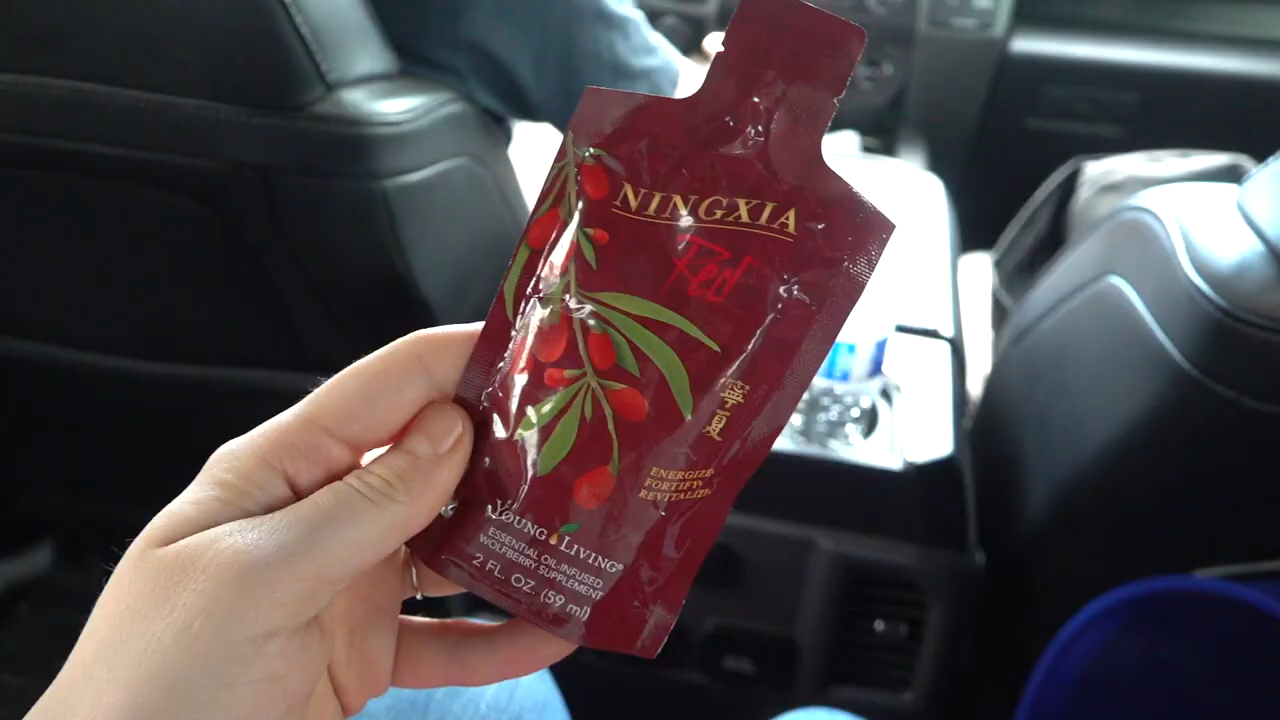 NINGXIA
Red
寧
夏
ENERGIZE
FORTIFY
REVITALIZE
YOUNG LIVING®
ESSENTIAL OIL-INFUSED
WOLFBERRY SUPPLEMENT
2 FL. OZ. (59 ml)